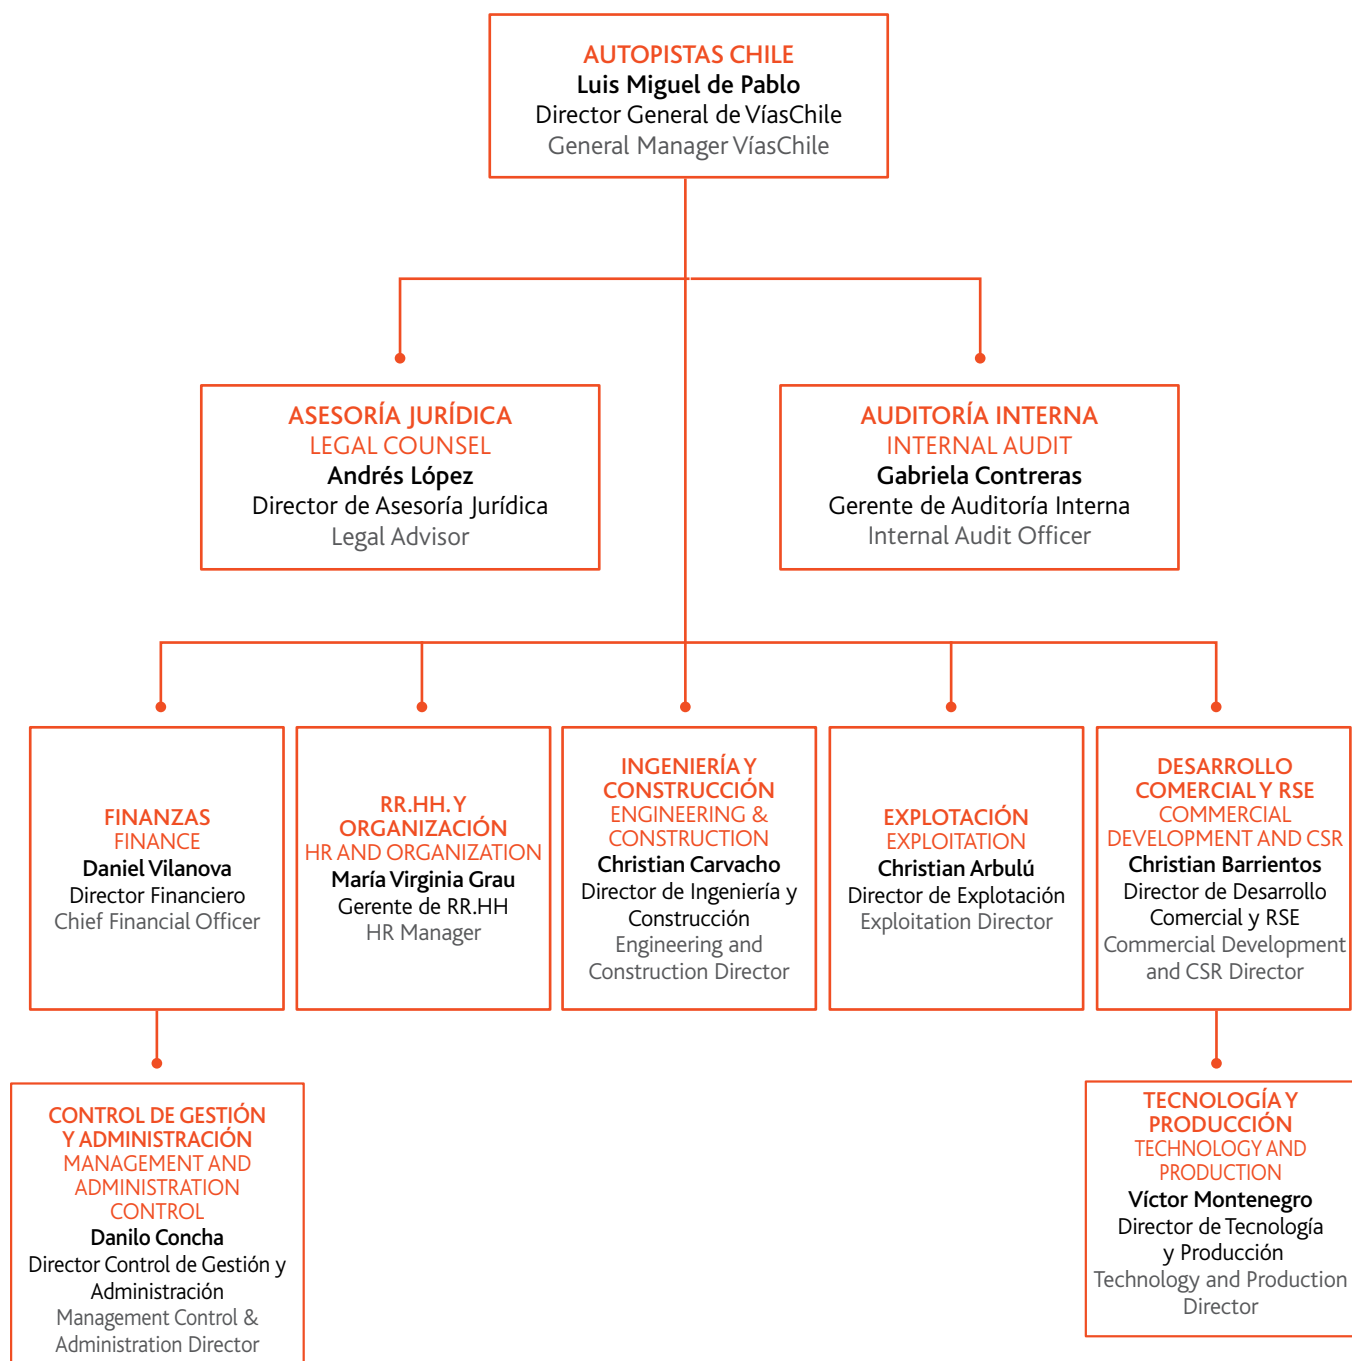 AUTOPISTAS CHILE
Luis Miguel de Pablo
Director General de VíasChile
General Manager VíasChile
ASESORÍA JURÍDICA
LEGAL COUNSEL
Andrés López
Director de Asesoría Jurídica
Legal Advisor
AUDITORÍA INTERNA
INTERNAL AUDIT
Gabriela Contreras
Gerente de Auditoría Interna
Internal Audit Officer
FINANZAS
FINANCE
Daniel Vilanova
Director Financiero
Chief Financial Officer
RR.HH. Y
ORGANIZACIÓN
HR AND ORGANIZATION
María Virginia Grau
Gerente de RR.HH
HR Manager
INGENIERÍA Y
CONSTRUCCIÓN
ENGINEERING &
CONSTRUCTION
Christian Carvacho
Director de Ingeniería y
Construcción
Engineering and
Construction Director
EXPLOTACIÓN
EXPLOITATION
Christian Arbulú
Director de Explotación
Exploitation Director
DESARROLLO
COMERCIAL Y RSE
COMMERCIAL
DEVELOPMENT AND CSR
Christian Barrientos
Director de Desarrollo
Comercial y RSE
Commercial Development
and CSR Director
CONTROL DE GESTIÓN
Y ADMINISTRACIÓN
MANAGEMENT AND
ADMINISTRATION
CONTROL
Danilo Concha
Director Control de Gestión y
Administración
Management Control &
Administration Director
TECNOLOGÍA Y
PRODUCCIÓN
TECHNOLOGY AND
PRODUCTION
Víctor Montenegro
Director de Tecnología
y Producción
Technology and Production
Director